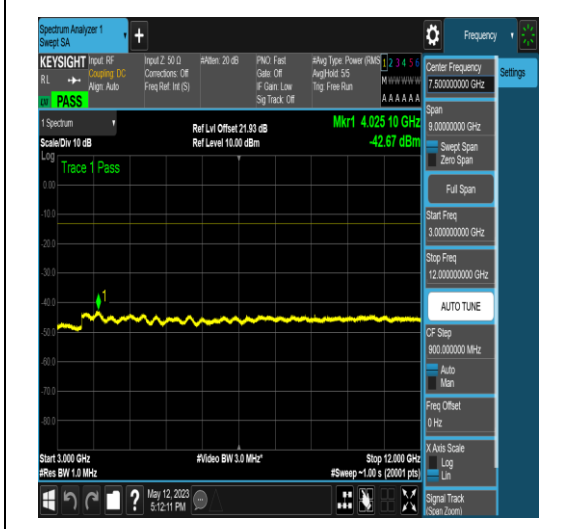 Spectrum Analyzer 1
Swept SA
+
Frequency
KEYSIGHT Input: RF
RL
Coupling: DC
Align: Auto
Input Z: 50 Ω
Corrections: Off
Freq Ref: Int (S)
#Atten: 20 dB
PNO: Fast
Gate: Off
IF Gain: Low
Sig Track: Off
#Avg Type: Power (RMS
Avg|Hold: 5/5
Trig: Free Run
1 2 3 4 5 6
M W W W W W
A A A A A A
PASS
1 Spectrum
Scale/Div 10 dB
Ref Lvl Offset 21.93 dB
Ref Level 10.00 dBm
Mkr1 4.025 10 GHz
-42.67 dBm
Log
Trace 1 Pass
0.00
-10.0
-20.0
-30.0
-40.0
-50.0
-60.0
-70.0
-80.0
1
Start 3.000 GHz
#Res BW 1.0 MHz
#Video BW 3.0 MHz*
Stop 12.000 GHz
#Sweep ~1.00 s (20001 pts)
?
May 12, 2023
5:12:11 PM
Center Frequency
7.500000000 GHz
Settings
Span
9.00000000 GHz
Swept Span
Zero Span
Full Span
Start Freq
3.000000000 GHz
Stop Freq
12.000000000 GHz
AUTO TUNE
CF Step
900.000000 MHz
Auto
Man
Freq Offset
0 Hz
X Axis Scale
Log
Lin
Signal Track
(Span Zoom)